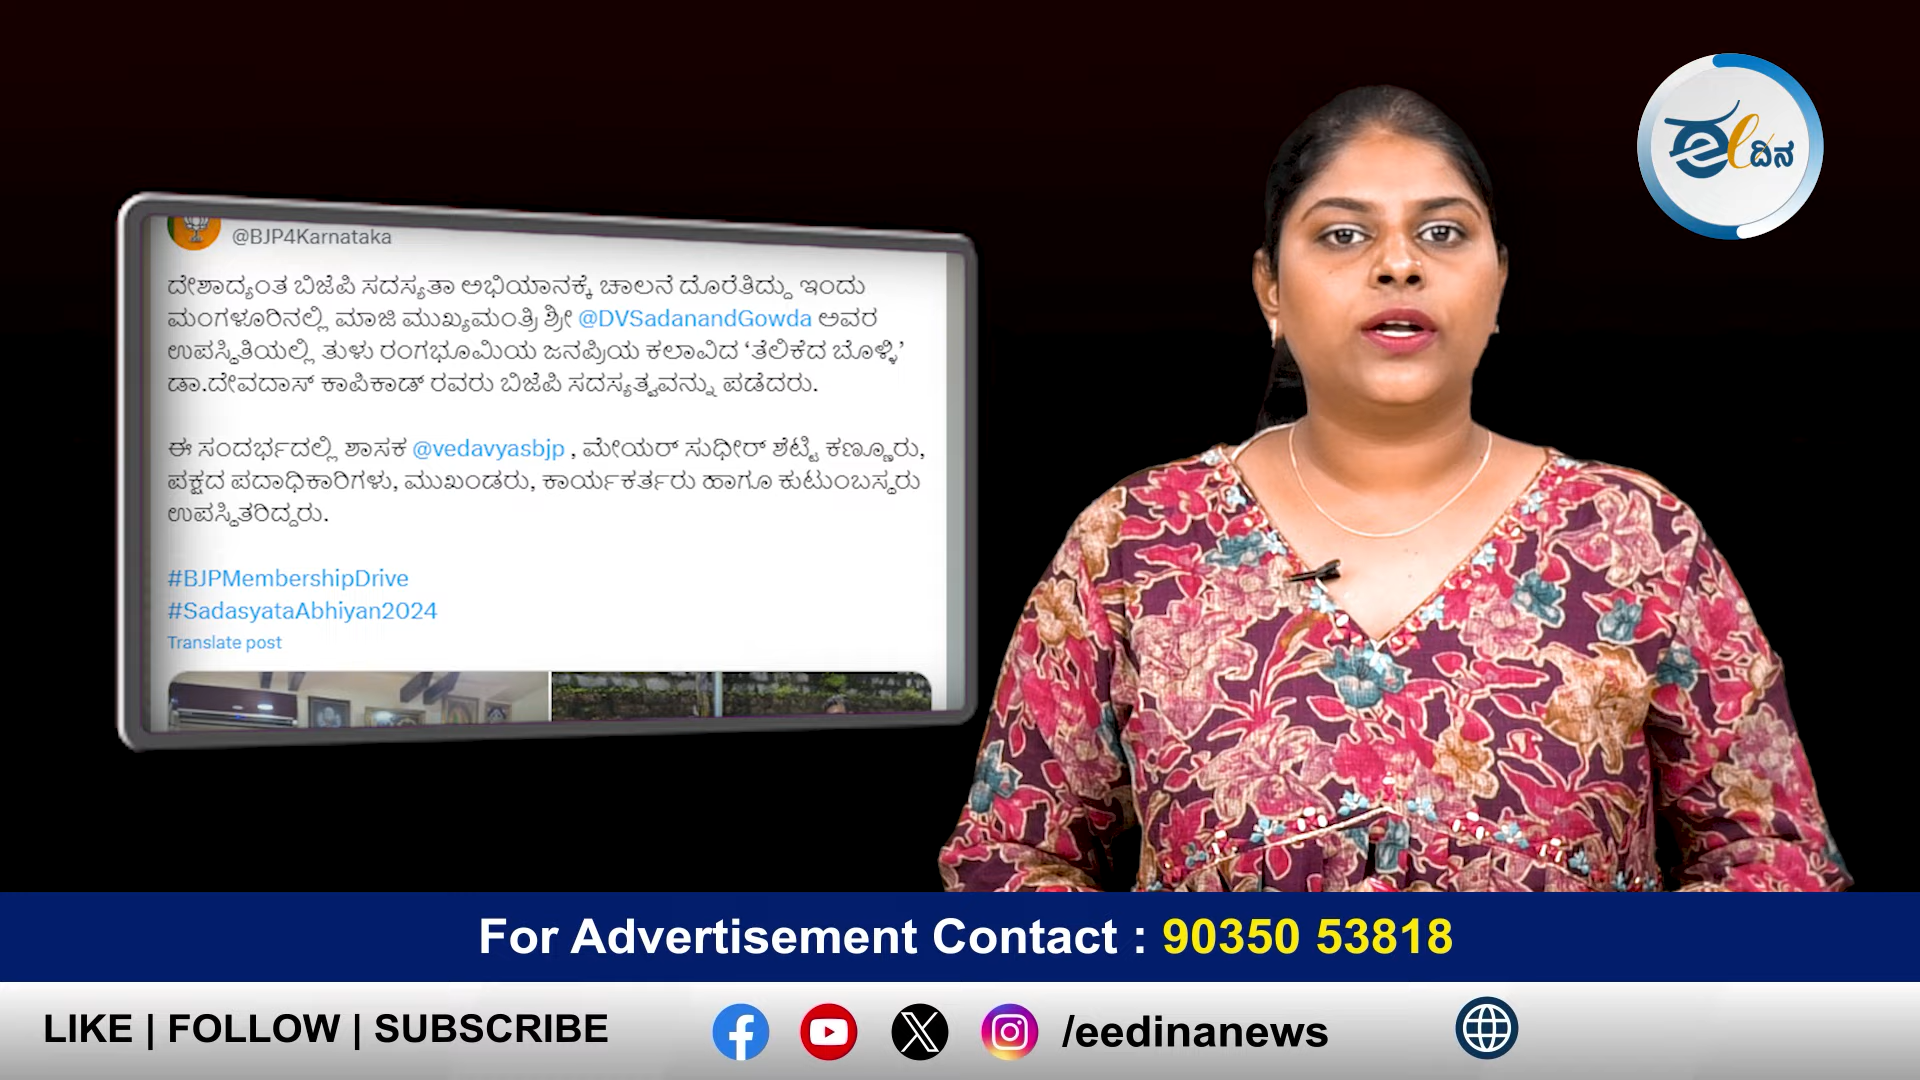 @BJP4Karnataka
ದೇಶಾದ್ಯಂತ ಬಿಜೆಪಿ ಸದಸ್ಯತಾ ಅಭಿಯಾನಕ್ಕೆ ಚಾಲನೆ ದೊರೆತಿದ್ದು ಇಂದು
ಮಂಗಳೂರಿನಲ್ಲಿ ಮಾಜಿ ಮುಖ್ಯಮಂತ್ರಿ ಶ್ರೀ @DVSadanandGowda ಅವರ
ಉಪಸ್ಥಿತಿಯಲ್ಲಿ ತುಳು ರಂಗಭೂಮಿಯ ಜನಪ್ರಿಯ ಕಲಾವಿದ ‘ತೆಲಿಕೆದ ಬೊಳ್ಳಿ’
ಡಾ.ದೇವದಾಸ್ ಕಾಪಿಕಾಡ್ ರವರು ಬಿಜೆಪಿ ಸದಸ್ಯತ್ವವನ್ನು ಪಡೆದರು.
ಈ ಸಂದರ್ಭದಲ್ಲಿ ಶಾಸಕ @vedavyasbjp , ಮೇಯರ್ ಸುಧೀರ್ ಶೆಟ್ಟಿ ಕಣ್ಣೂರು,
ಪಕ್ಷದ ಪದಾಧಿಕಾರಿಗಳು, ಮುಖಂಡರು, ಕಾರ್ಯಕರ್ತರು ಹಾಗೂ ಕುಟುಂಬಸ್ಥರು
ಉಪಸ್ಥಿತರಿದ್ದರು.
#BJPMembershipDrive
#SadasyataAbhiyan2024
Translate post
ಈದಿನ
For Advertisement Contact : 90350 53818
LIKE | FOLLOW | SUBSCRIBE
/eedinanews